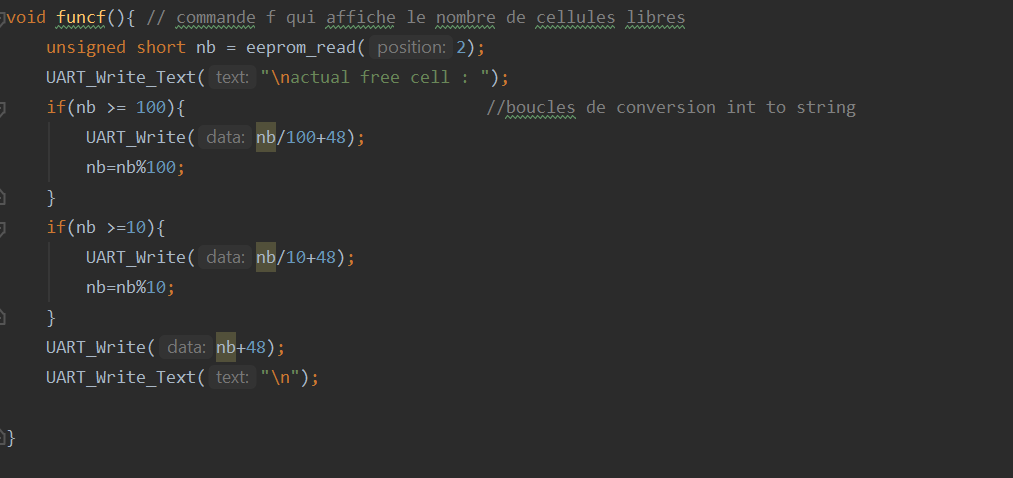 void funcf(){ // commande f qui affiche le nombre de cellules libres
unsigned short nb = eeprom_read( position: 2);
UART_Write_Text( text: "\nactual free cell : ");
if(nb >= 100){ //boucles de conversion int to string
UART_Write( data: nb/100+48);
nb=nb%100;
}
if(nb >=10){
UART_Write( data: nb/10+48);
nb=nb%10;
}
UART_Write( data: nb+48);
UART_Write_Text( text: "\n");
}